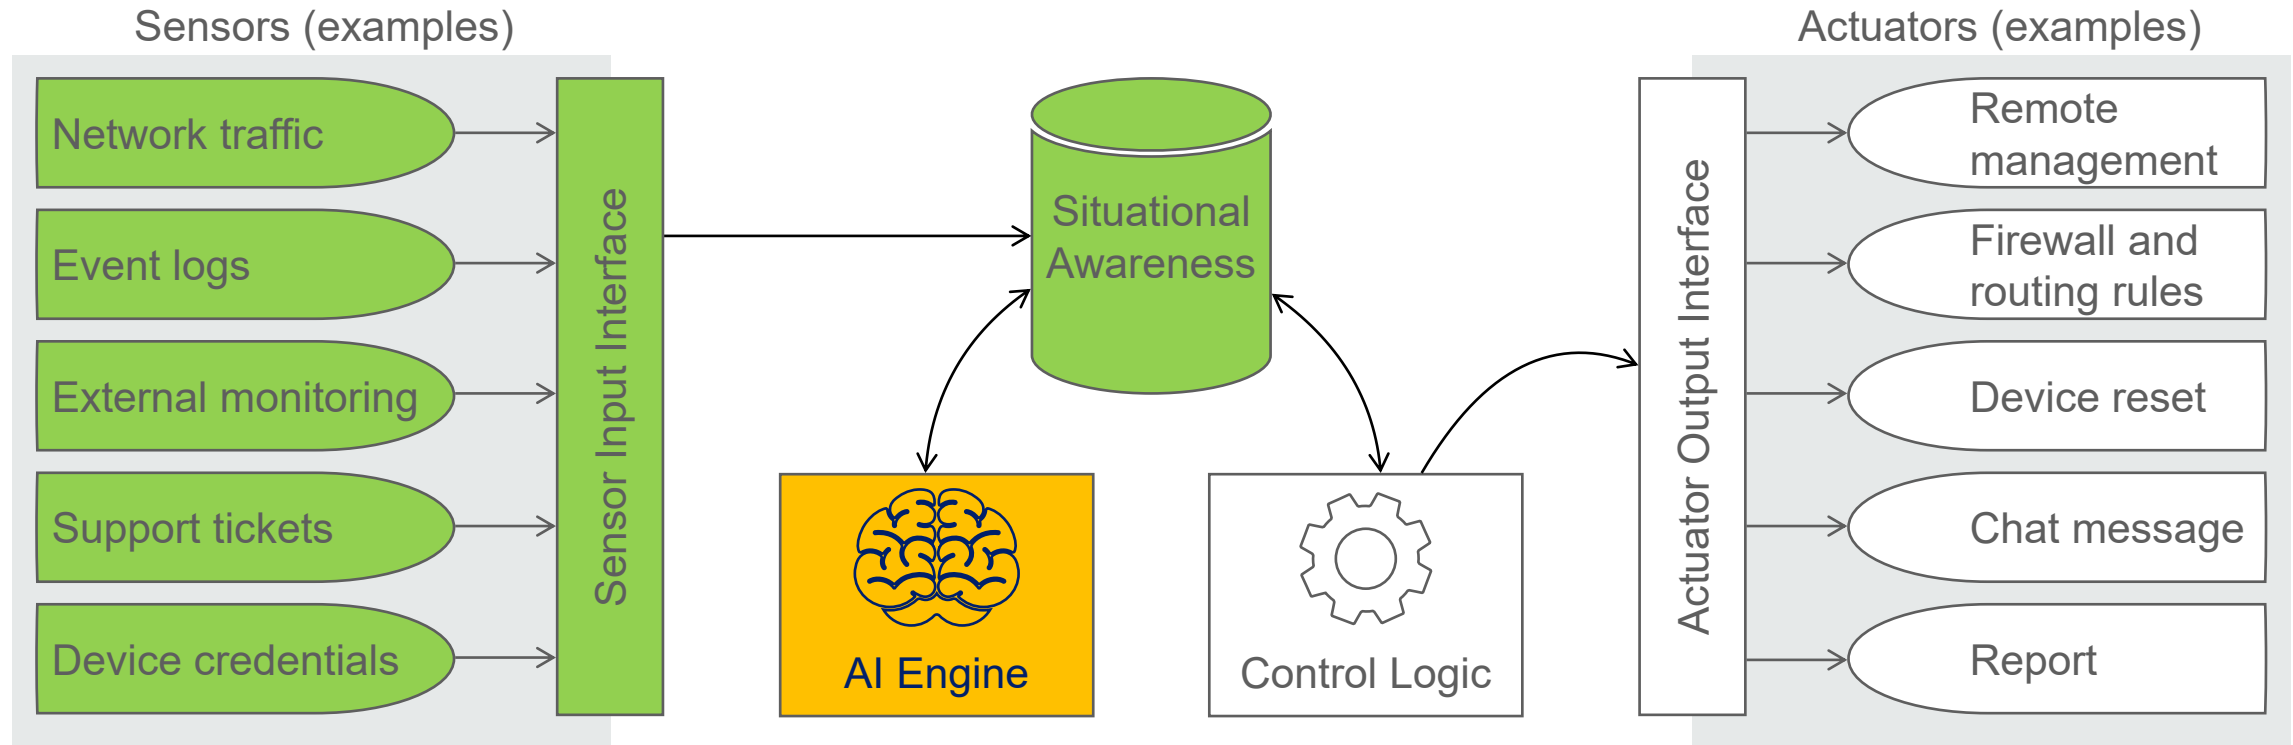 Sensors (examples)
Network traffic
Event logs
External monitoring
Support tickets
Device credentials
Sensor Input Interface
Situational
Awareness
AI Engine
Control Logic
Actuators (examples)
Actuator Output Interface
Remote
management
Firewall and
routing rules
Device reset
Chat message
Report